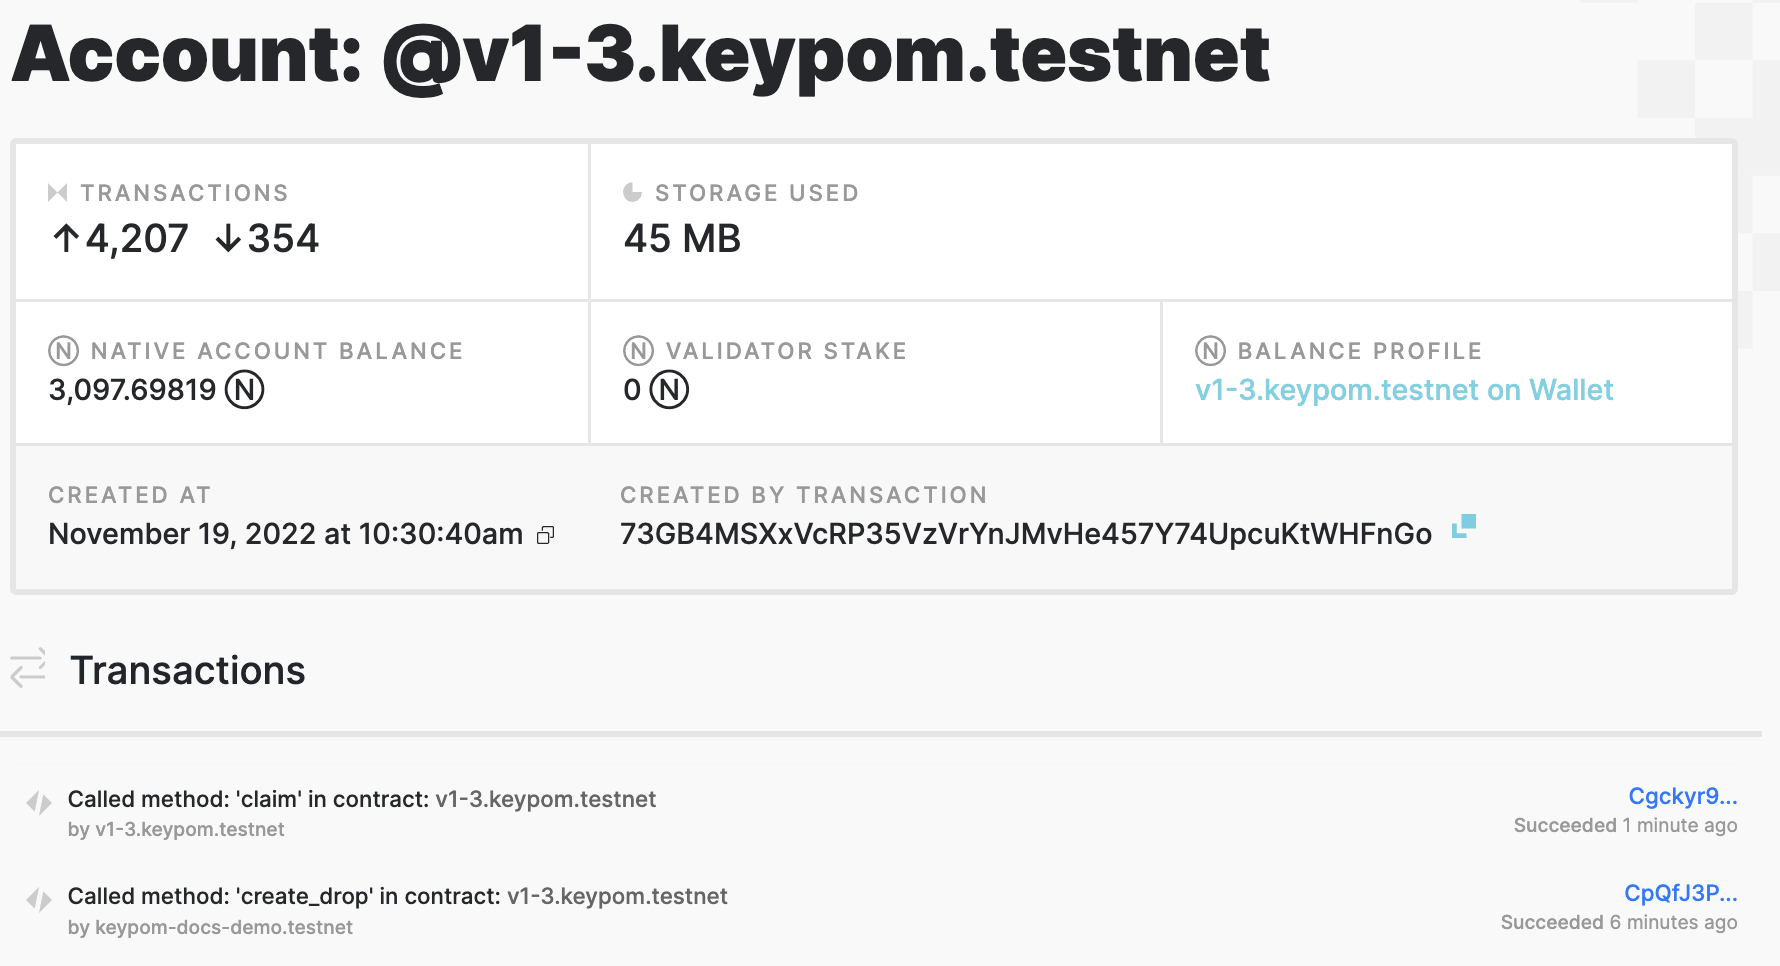 Account: @v1-3.keypom.testnet
TRANSACTIONS
↑4,207 ↓354
STORAGE USED
45 MB
NATIVE ACCOUNT BALANCE
3,097.69819 N
VALIDATOR STAKE
0 N
BALANCE PROFILE
v1-3.keypom.testnet on Wallet
CREATED AT
November 19, 2022 at 10:30:40am
CREATED BY TRANSACTION
73GB4MSXxVcRP35VzVrYnJMvHe457Y74UpcuKtWHFnGo
Transactions
Called method: 'claim' in contract: v1-3.keypom.testnet
by v1-3.keypom.testnet
Cgckyr9...
Succeeded 1 minute ago
Called method: 'create_drop' in contract: v1-3.keypom.testnet
by keypom-docs-demo.testnet
CpQfJ3P...
Succeeded 6 minutes ago